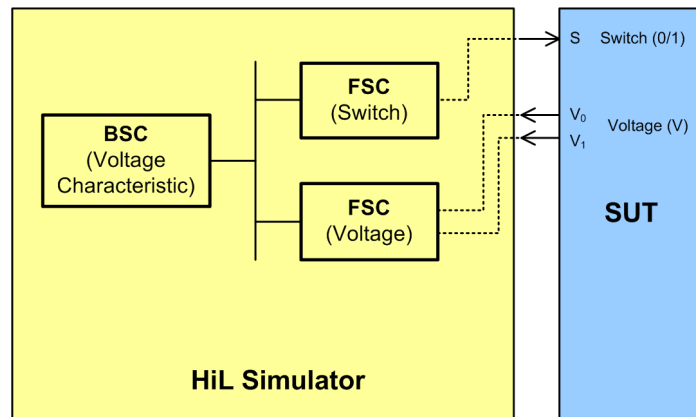 BSC
(Voltage
Characteristic)
FSC
(Switch)
FSC
(Voltage)
HiL Simulator
S Switch (0/1)
V₀
Voltage (V)
V₁
SUT